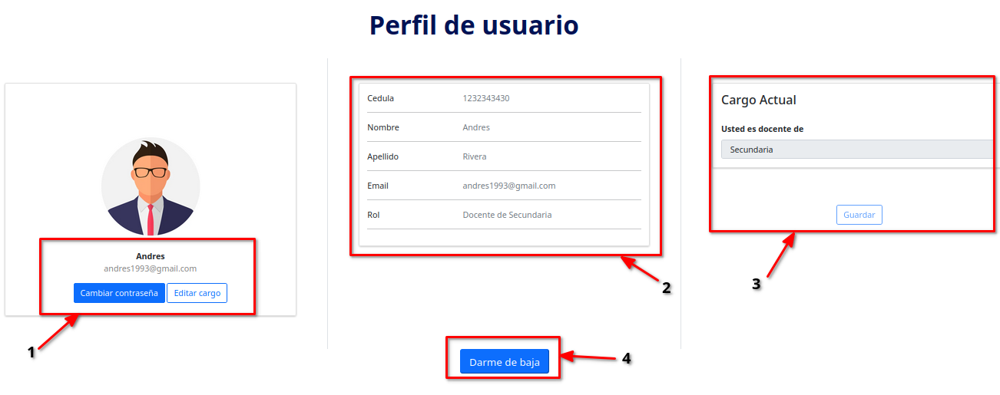 Perfil de usuario
Andres
andres1993@gmail.com
Cambiar contraseña Editar cargo
1
Cedula 1232343430
Nombre Andres
Apellido Rivera
Email andres1993@gmail.com
Rol Docente de Secundaria
2
Cargo Actual
Usted es docente de
Secundaria
Guardar
3
Darme de baja
4